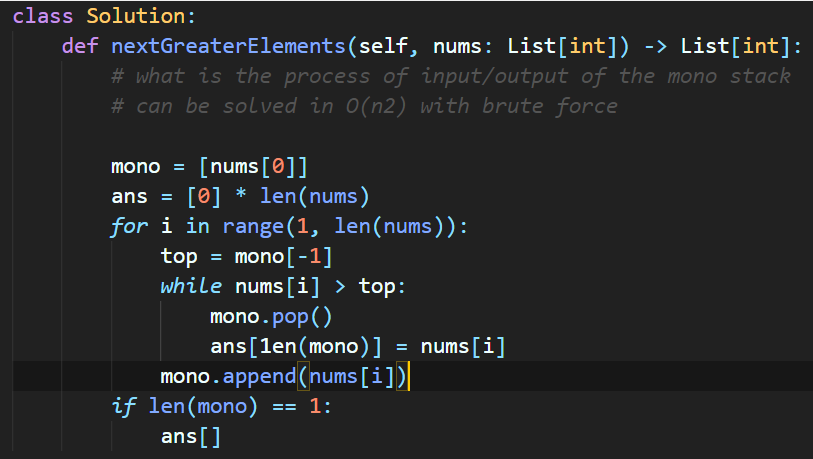 class Solution:
    def nextGreaterElements(self, nums: List[int]) -> List[int]:
        # what is the process of input/output of the mono stack
        # can be solved in O(n2) with brute force

        mono = [nums[0]]
        ans = [0] * len(nums)
        for i in range(1, len(nums)):
            top = mono[-1]
            while nums[i] > top:
                mono.pop()
                ans[1en(mono)] = nums[i]
            mono.append(nums[i])
        if len(mono) == 1:
            ans[]